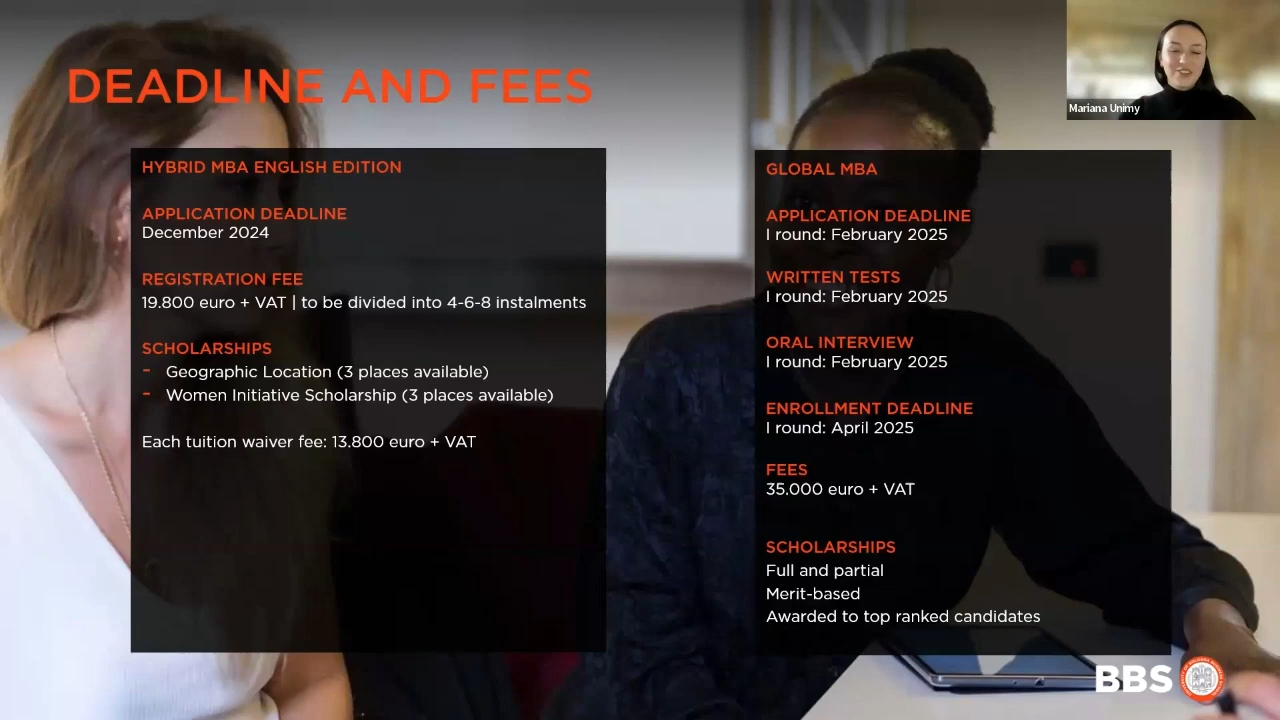 DEADLINE AND FEES
Mariana Unimy
HYBRID MBA ENGLISH EDITION
APPLICATION DEADLINE
December 2024
REGISTRATION FEE
19.800 euro + VAT | to be divided into 4-6-8 instalments
SCHOLARSHIPS
- Geographic Location (3 places available)
- Women Initiative Scholarship (3 places available)
Each tuition waiver fee: 13.800 euro + VAT
GLOBAL MBA
APPLICATION DEADLINE
I round: February 2025
WRITTEN TESTS
I round: February 2025
ORAL INTERVIEW
I round: February 2025
ENROLLMENT DEADLINE
I round: April 2025
FEES
35.000 euro + VAT
SCHOLARSHIPS
Full and partial
Merit-based
Awarded to top ranked candidates
BBS